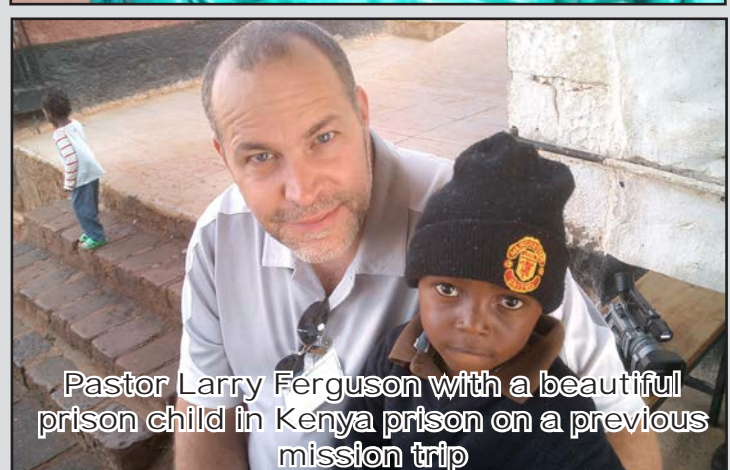 Pastor Larry Ferguson with a beautiful
prison child in Kenya prison on a previous
mission trip